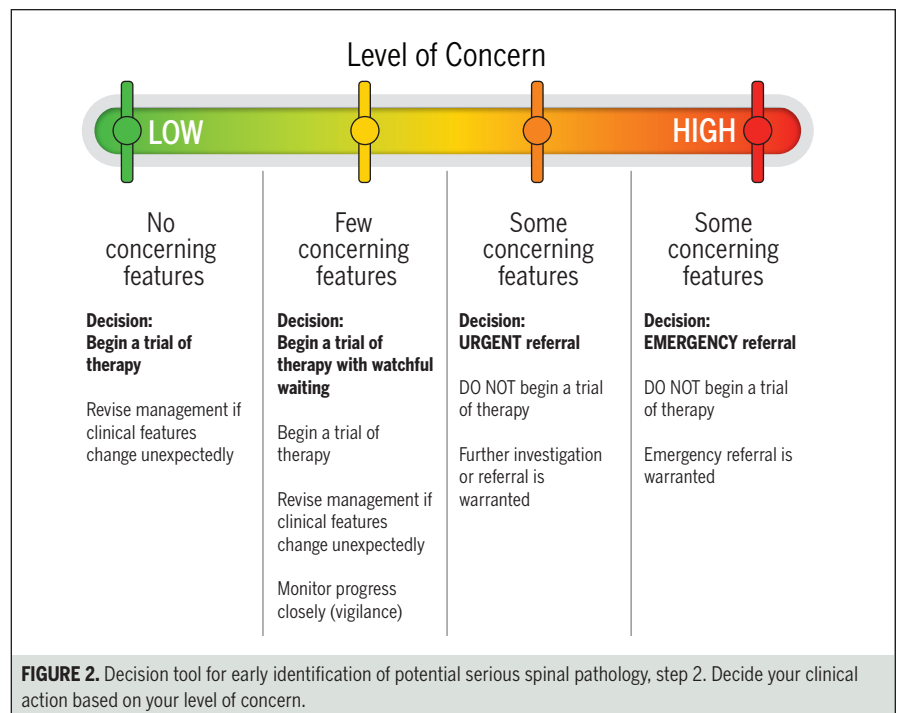 Level of Concern
LOW
HIGH
No
concerning
features
Decision:
Begin a trial of
therapy
Revise management if
clinical features
change unexpectedly
Few
concerning
features
Decision:
Begin a trial of
therapy with watchful
waiting
Begin a trial of
therapy
Revise management if
clinical features
change unexpectedly
Monitor progress
closely (vigilance)
Some
concerning
features
Decision:
URGENT referral
DO NOT begin a trial
of therapy
Further investigation
or referral is
warranted
Some
concerning
features
Decision:
EMERGENCY referral
DO NOT begin a trial
of therapy
Emergency referral is
warranted
FIGURE 2. Decision tool for early identification of potential serious spinal pathology, step 2. Decide your clinical
action based on your level of concern.